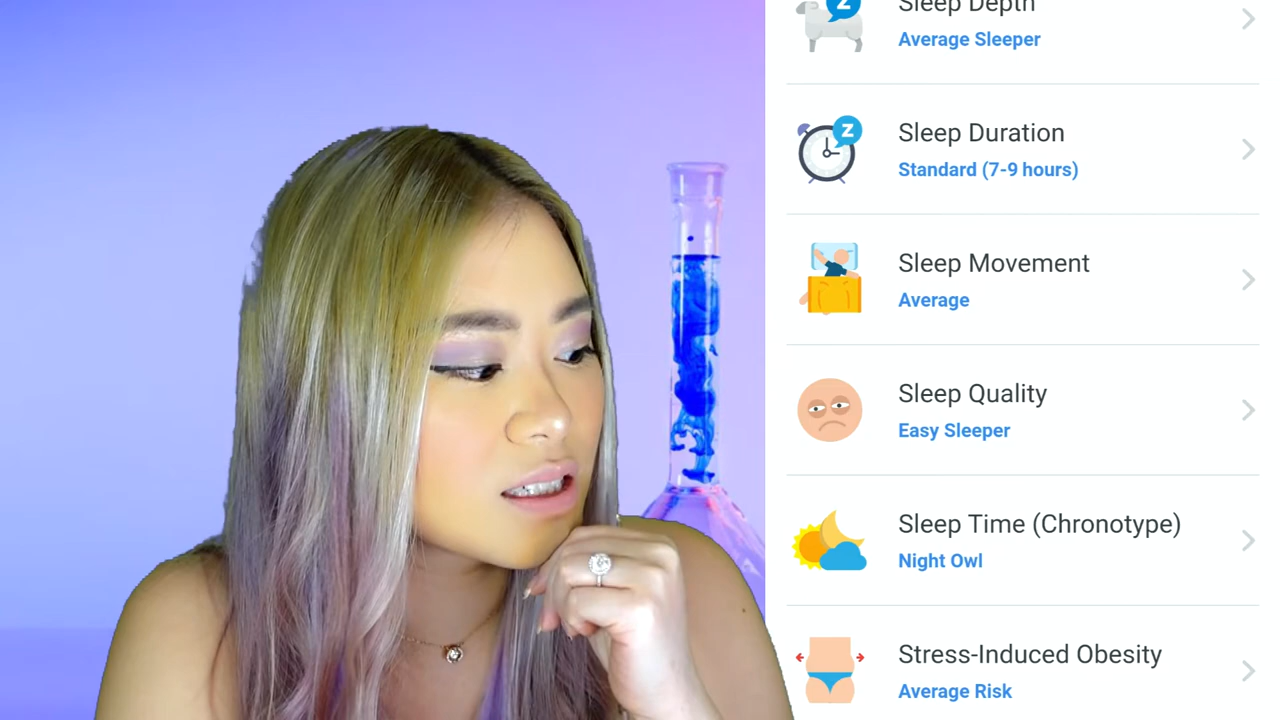 Sleep Depth
Average Sleeper
Z
Sleep Duration
Standard (7-9 hours)
Sleep Movement
Average
Sleep Quality
Easy Sleeper
Sleep Time (Chronotype)
Night Owl
Stress-Induced Obesity
Average Risk